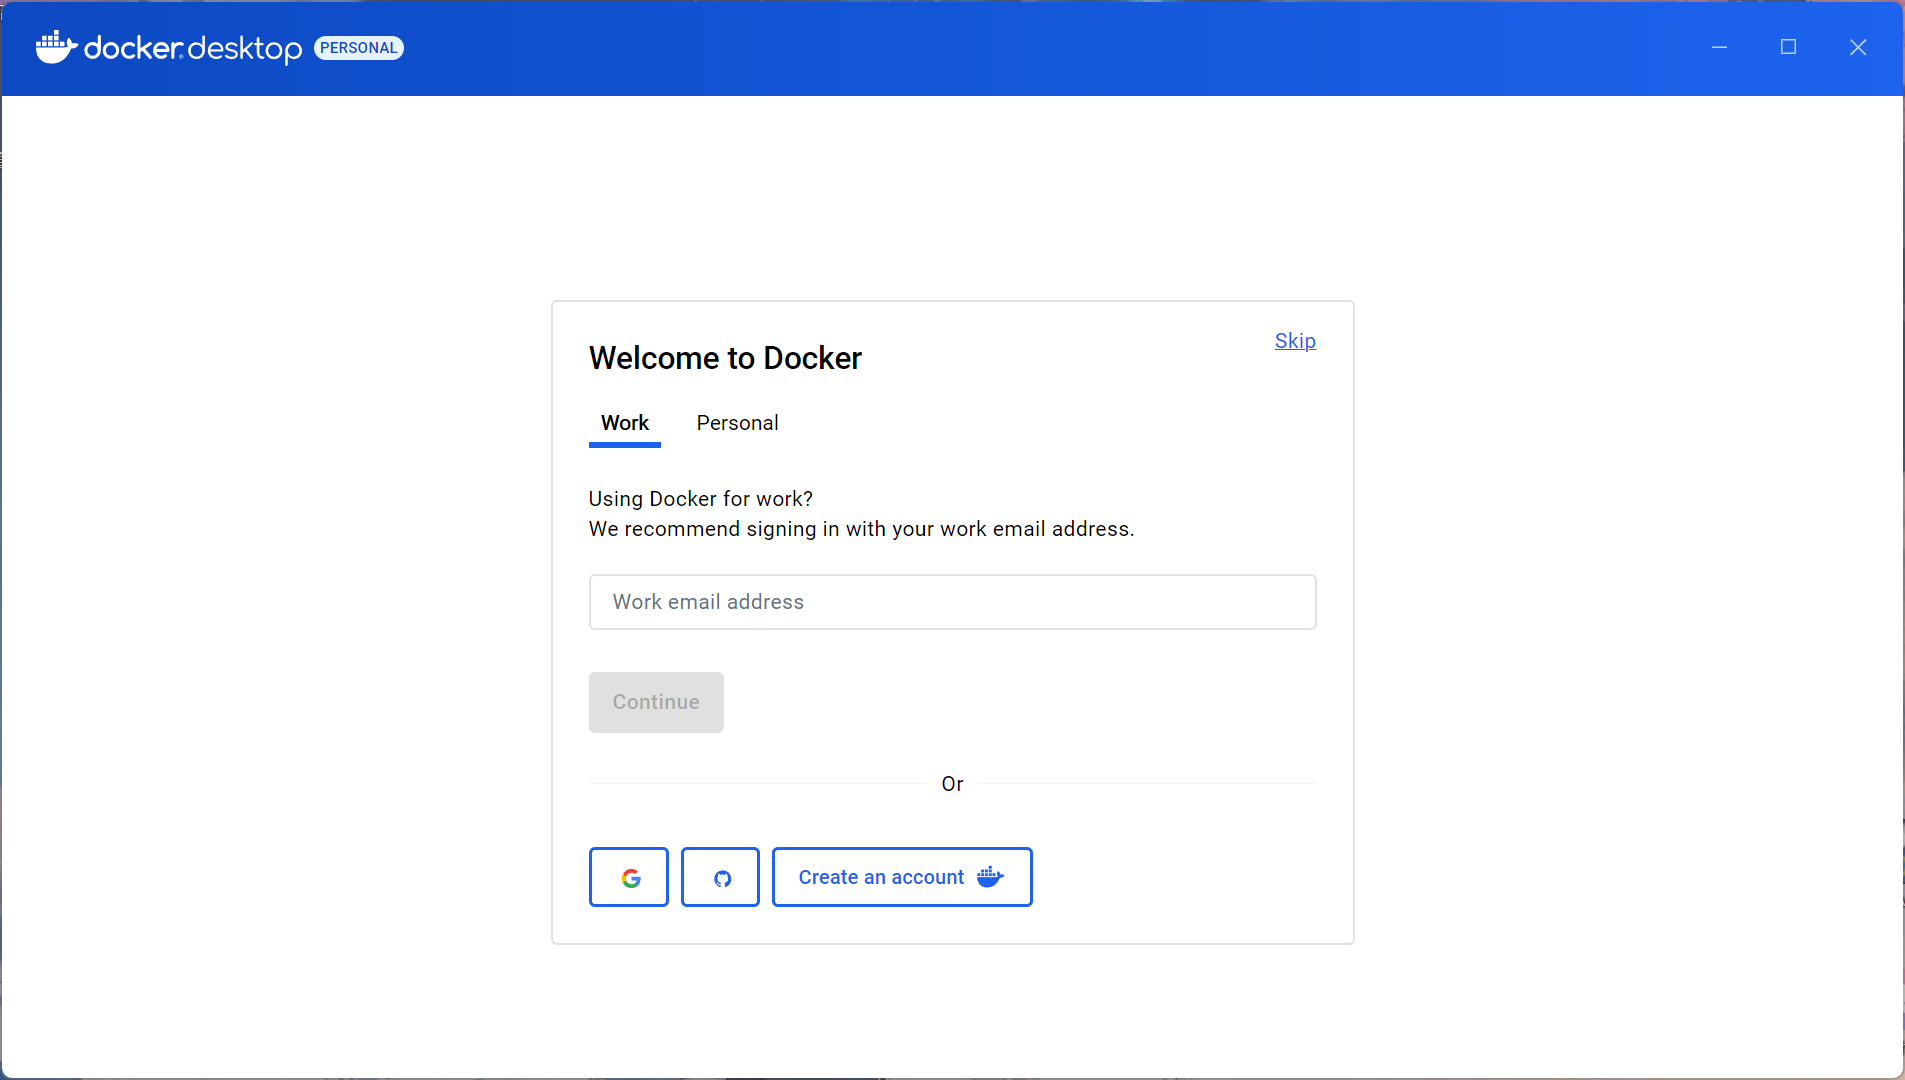 docker desktop PERSONAL
Skip
Welcome to Docker
Work Personal
Using Docker for work?
We recommend signing in with your work email address.
Work email address
Continue
Or
Create an account